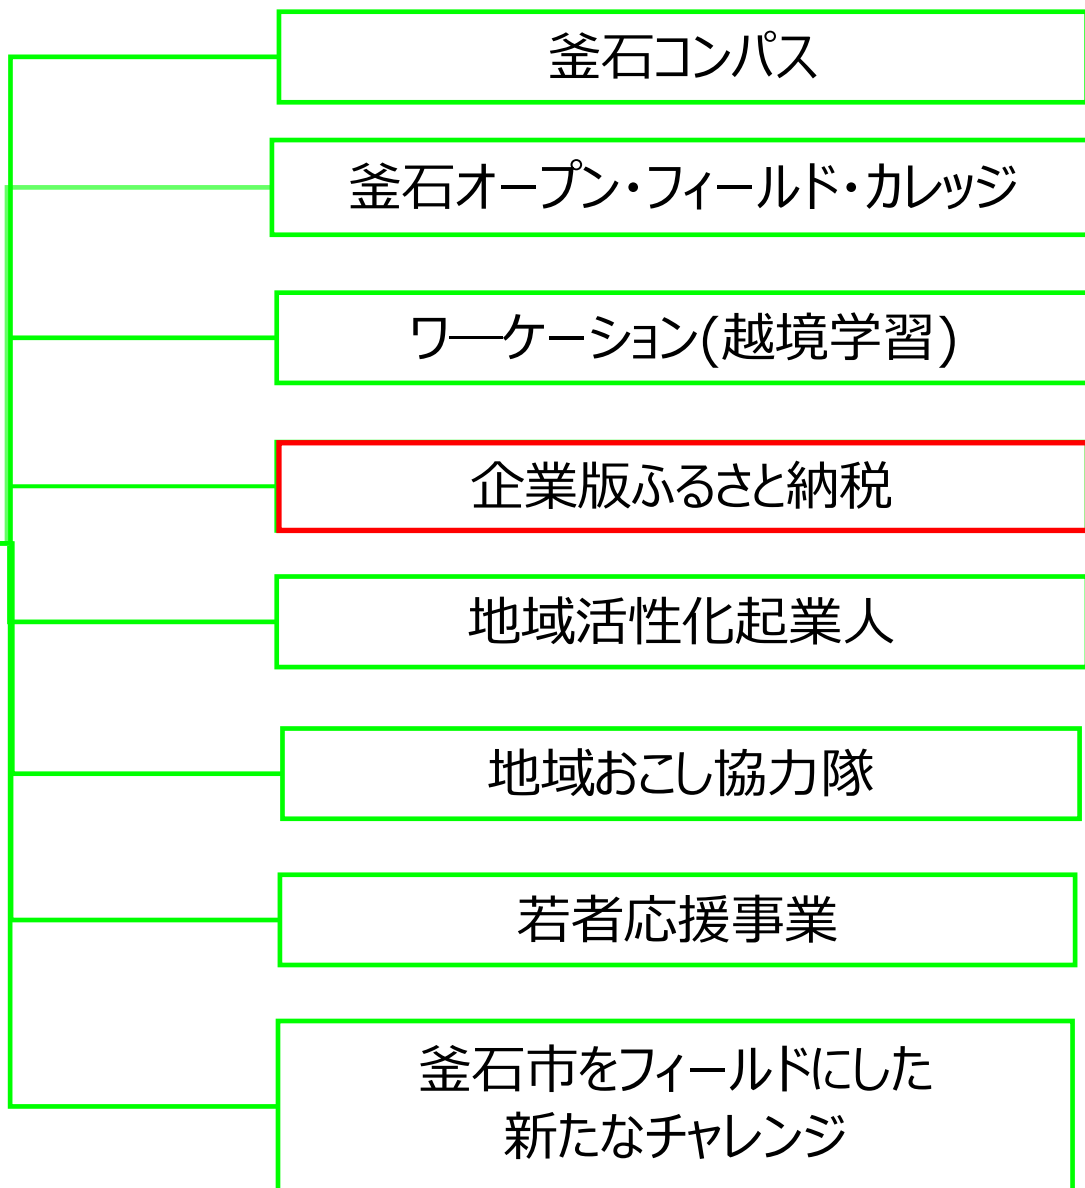 釜石コンパス
釜石オープン・フィールド・カレッジ
ワ―ケーション(越境学習)
企業版ふるさと納税
地域活性化起業人
地域おこし協力隊
若者応援事業
釜石市をフィールドにした
新たなチャレンジ